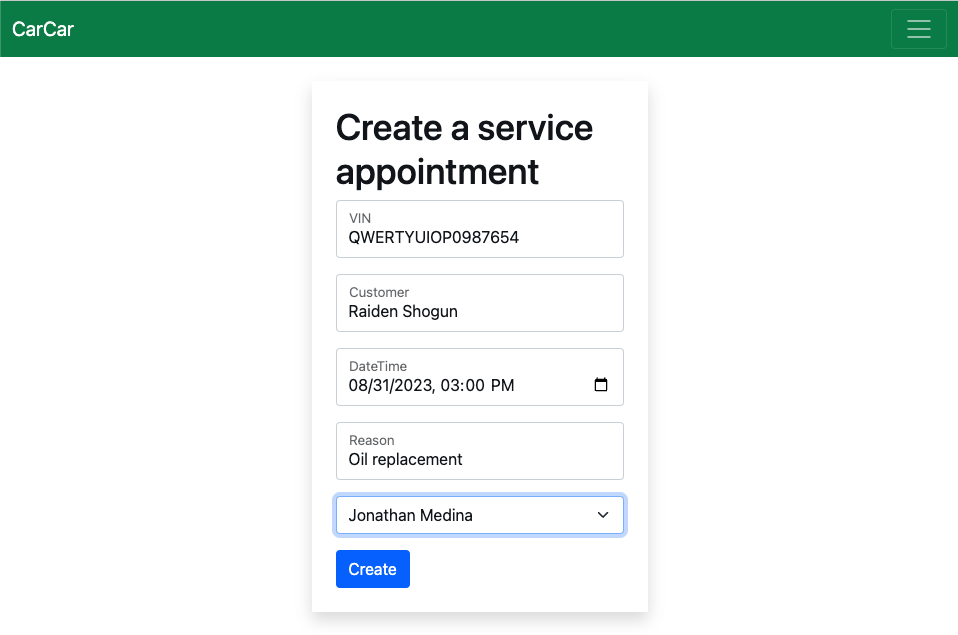 CarCar
Create a service
appointment
VIN
QWERTYUIOP0987654
Customer
Raiden Shogun
DateTime
08/31/2023, 03:00 PM
Reason
Oil replacement
Jonathan Medina
Create